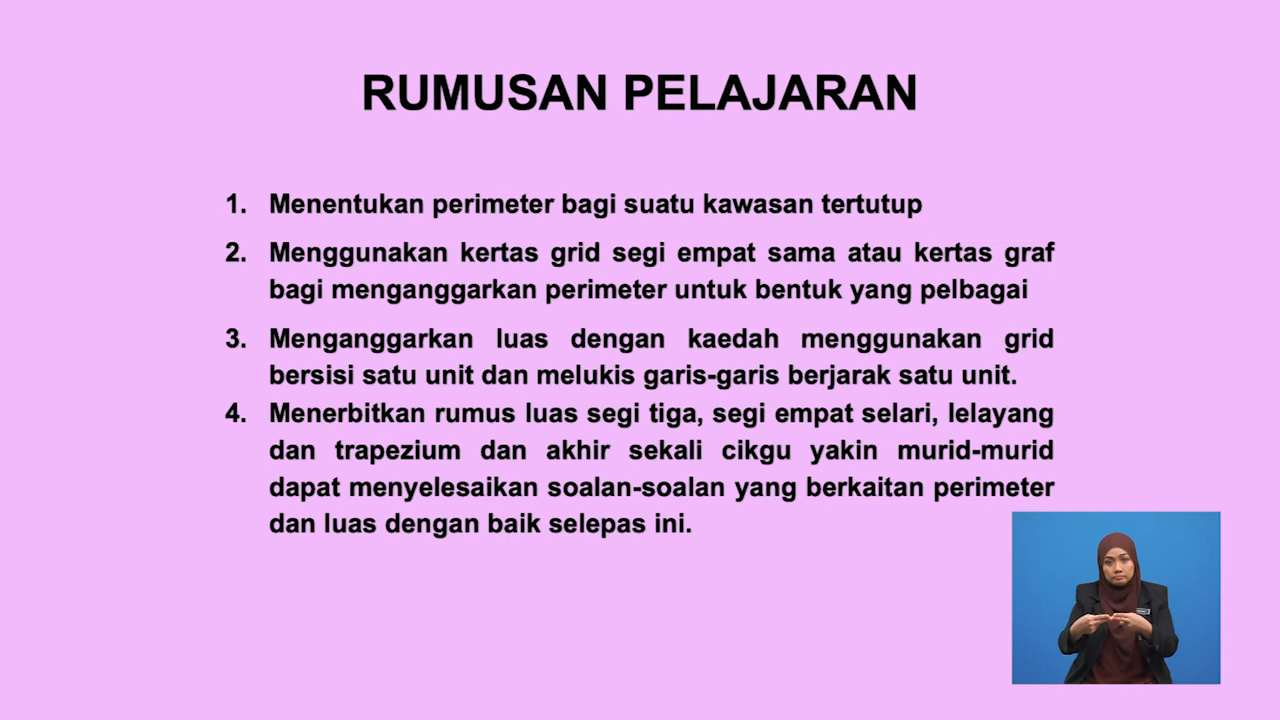 RUMUSAN PELAJARAN
1. Menentukan perimeter bagi suatu kawasan tertutup
2. Menggunakan kertas grid segi empat sama atau kertas graf
bagi menganggarkan perimeter untuk bentuk yang pelbagai
3. Menganggarkan luas dengan kaedah menggunakan grid
bersisi satu unit dan melukis garis-garis berjarak satu unit.
4. Menerbitkan rumus luas segi tiga, segi empat selari, lelayang
dan trapezium dan akhir sekali cikgu yakin murid-murid
dapat menyelesaikan soalan-soalan yang berkaitan perimeter
dan luas dengan baik selepas ini.